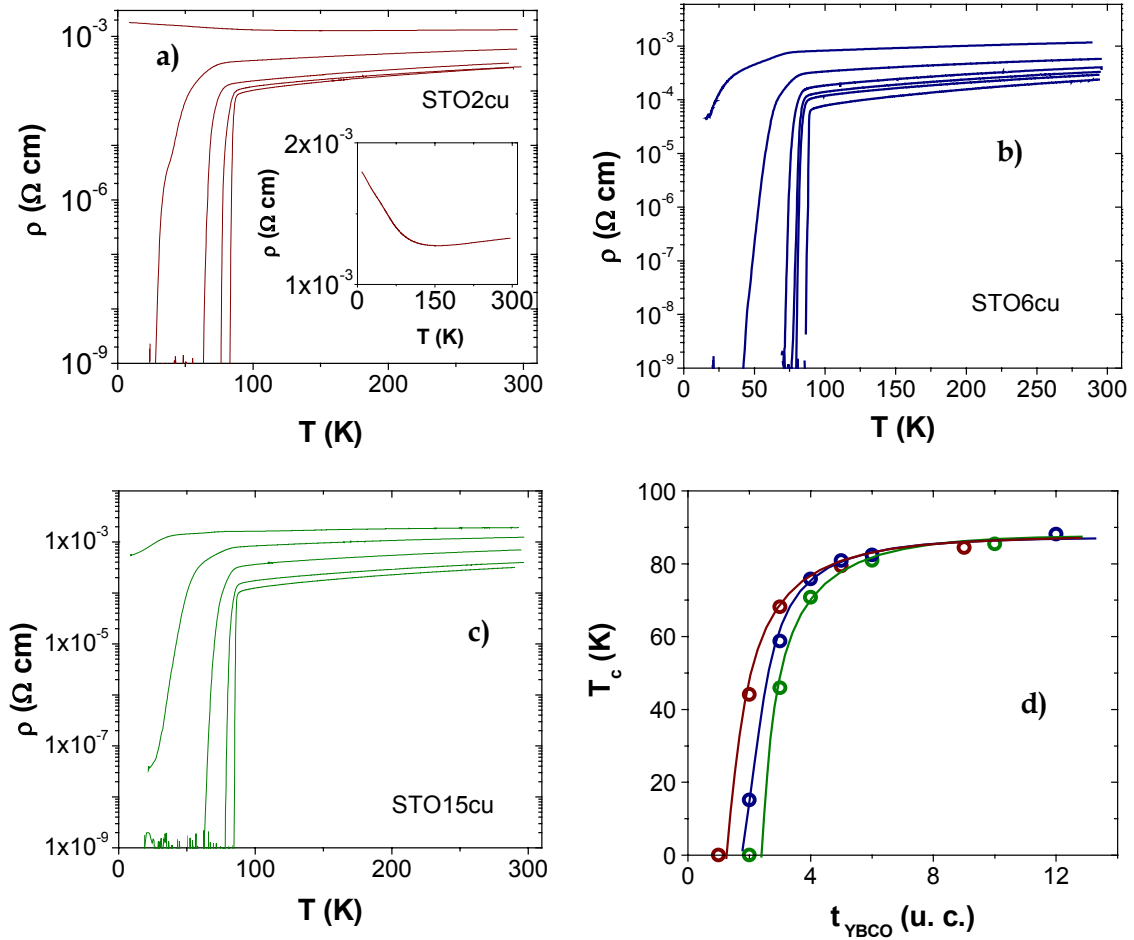 a)
10⁻³
10⁻⁶
10⁻⁹
ρ (Ω cm)
STO2cu
0 100 200 300
T (K)
2x10⁻³
1x10⁻³
ρ (Ω cm)
0 150 300
T (K)
b)
10⁻³
10⁻⁴
10⁻⁵
10⁻⁶
10⁻⁷
10⁻⁸
10⁻⁹
ρ (Ω cm)
STO6cu
0 50 100 150 200 250 300
T (K)
c)
1x10⁻³
1x10⁻⁵
1x10⁻⁷
1x10⁻⁹
ρ (Ω cm)
STO15cu
0 100 200 300
T (K)
d)
100
80
60
40
20
0
T_c (K)
0 4 8 12
t_YBCO (u. c.)